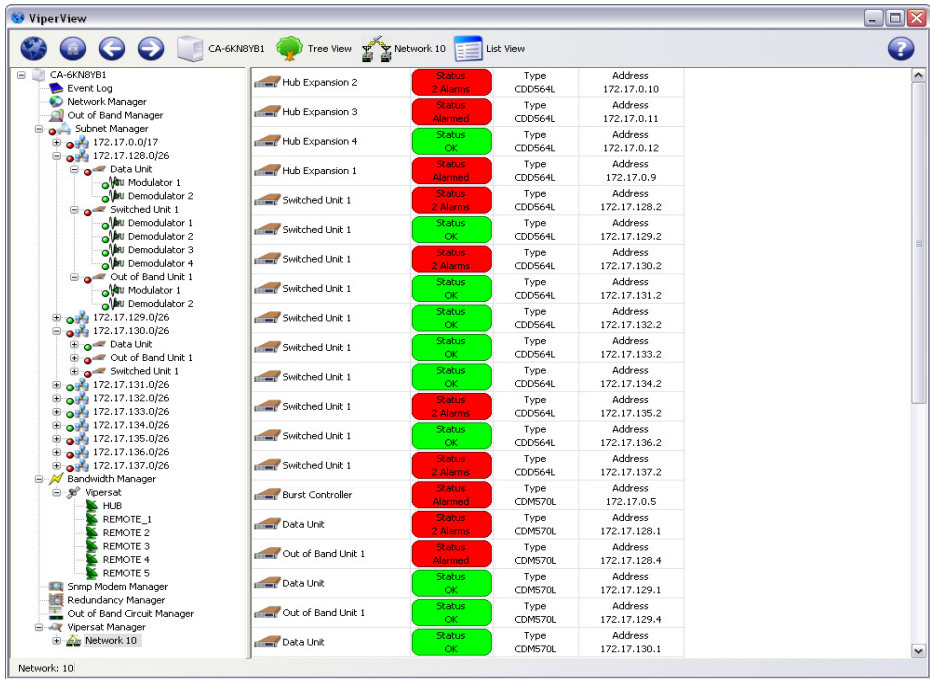 ViperView
CA-6KN8YB1
Tree View
Network 10
List View
CA-6KN8YB1
Event Log
Network Manager
Out of Band Manager
Subnet Manager
172.17.0.0/17
172.17.128.0/26
Data Unit
Modulator 1
Demodulator 2
Switched Unit 1
Demodulator 1
Demodulator 2
Demodulator 3
Demodulator 4
Out of Band Unit 1
Modulator 1
Demodulator 2
172.17.129.0/26
172.17.130.0/26
Data Unit
Out of Band Unit 1
Switched Unit 1
172.17.131.0/26
172.17.132.0/26
172.17.133.0/26
172.17.134.0/26
172.17.135.0/26
172.17.136.0/26
172.17.137.0/26
Bandwidth Manager
Vipersat
HUB
REMOTE_1
REMOTE 2
REMOTE 3
REMOTE 4
REMOTE 5
Snmp Modem Manager
Redundancy Manager
Out of Band Circuit Manager
Vipersat Manager
Network 10
Hub Expansion 2 Status 2 Alarms Type CDD564L Address 172.17.0.10
Hub Expansion 3 Status Alarmed Type CDD564L Address 172.17.0.11
Hub Expansion 4 Status OK Type CDD564L Address 172.17.0.12
Hub Expansion 1 Status Alarmed Type CDD564L Address 172.17.0.9
Switched Unit 1 Status 2 Alarms Type CDD564L Address 172.17.128.2
Switched Unit 1 Status OK Type CDD564L Address 172.17.129.2
Switched Unit 1 Status 2 Alarms Type CDD564L Address 172.17.130.2
Switched Unit 1 Status OK Type CDD564L Address 172.17.131.2
Switched Unit 1 Status OK Type CDD564L Address 172.17.132.2
Switched Unit 1 Status OK Type CDD564L Address 172.17.133.2
Switched Unit 1 Status OK Type CDD564L Address 172.17.134.2
Switched Unit 1 Status 2 Alarms Type CDD564L Address 172.17.135.2
Switched Unit 1 Status OK Type CDD564L Address 172.17.136.2
Switched Unit 1 Status 2 Alarms Type CDD564L Address 172.17.137.2
Burst Controller Status Alarmed Type CDM570L Address 172.17.0.5
Data Unit Status 2 Alarms Type CDM570L Address 172.17.128.1
Out of Band Unit 1 Status Alarmed Type CDM570L Address 172.17.128.4
Data Unit Status OK Type CDM570L Address 172.17.129.1
Out of Band Unit 1 Status OK Type CDM570L Address 172.17.129.4
Data Unit Status OK Type CDM570L Address 172.17.130.1
Network: 10